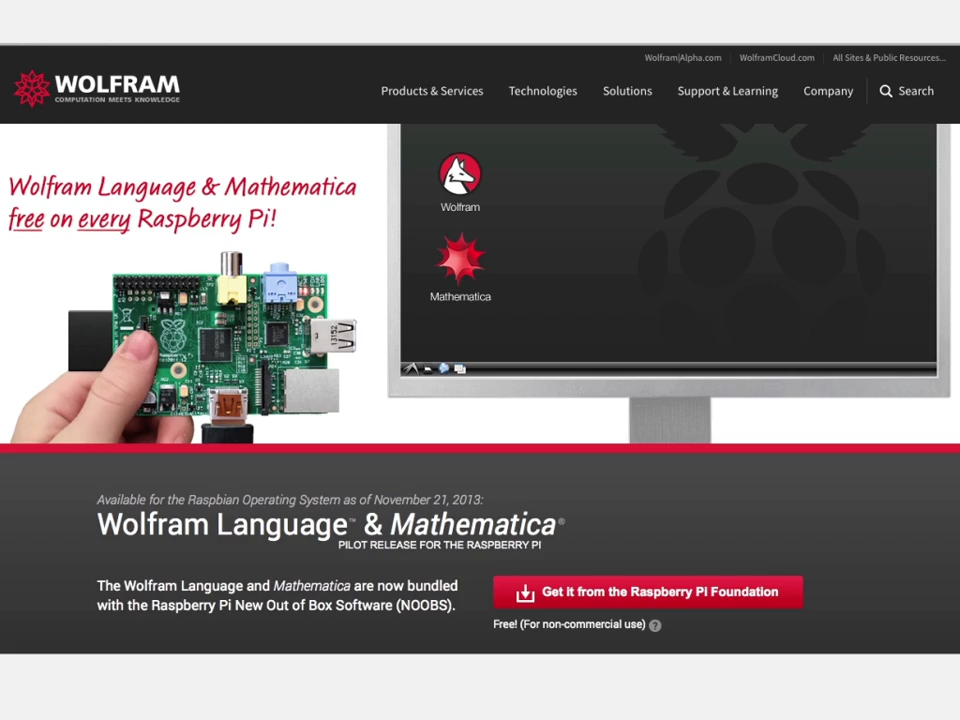 Wolfram|Alpha.com
WolframCloud.com
All Sites & Public Resources...
WOLFRAM
COMPUTATION MEETS KNOWLEDGE
Products & Services
Technologies
Solutions
Support & Learning
Company
Search
Wolfram Language & Mathematica
free on every Raspberry Pi!
Wolfram
Mathematica
Raspberry Pi
13152
Available for the Raspbian Operating System as of November 21, 2013:
Wolfram Language™ & Mathematica®
PILOT RELEASE FOR THE RASPBERRY PI
The Wolfram Language and Mathematica are now bundled
with the Raspberry Pi New Out of Box Software (NOOBS).
Get it from the Raspberry Pi Foundation
Free! (For non-commercial use) ?